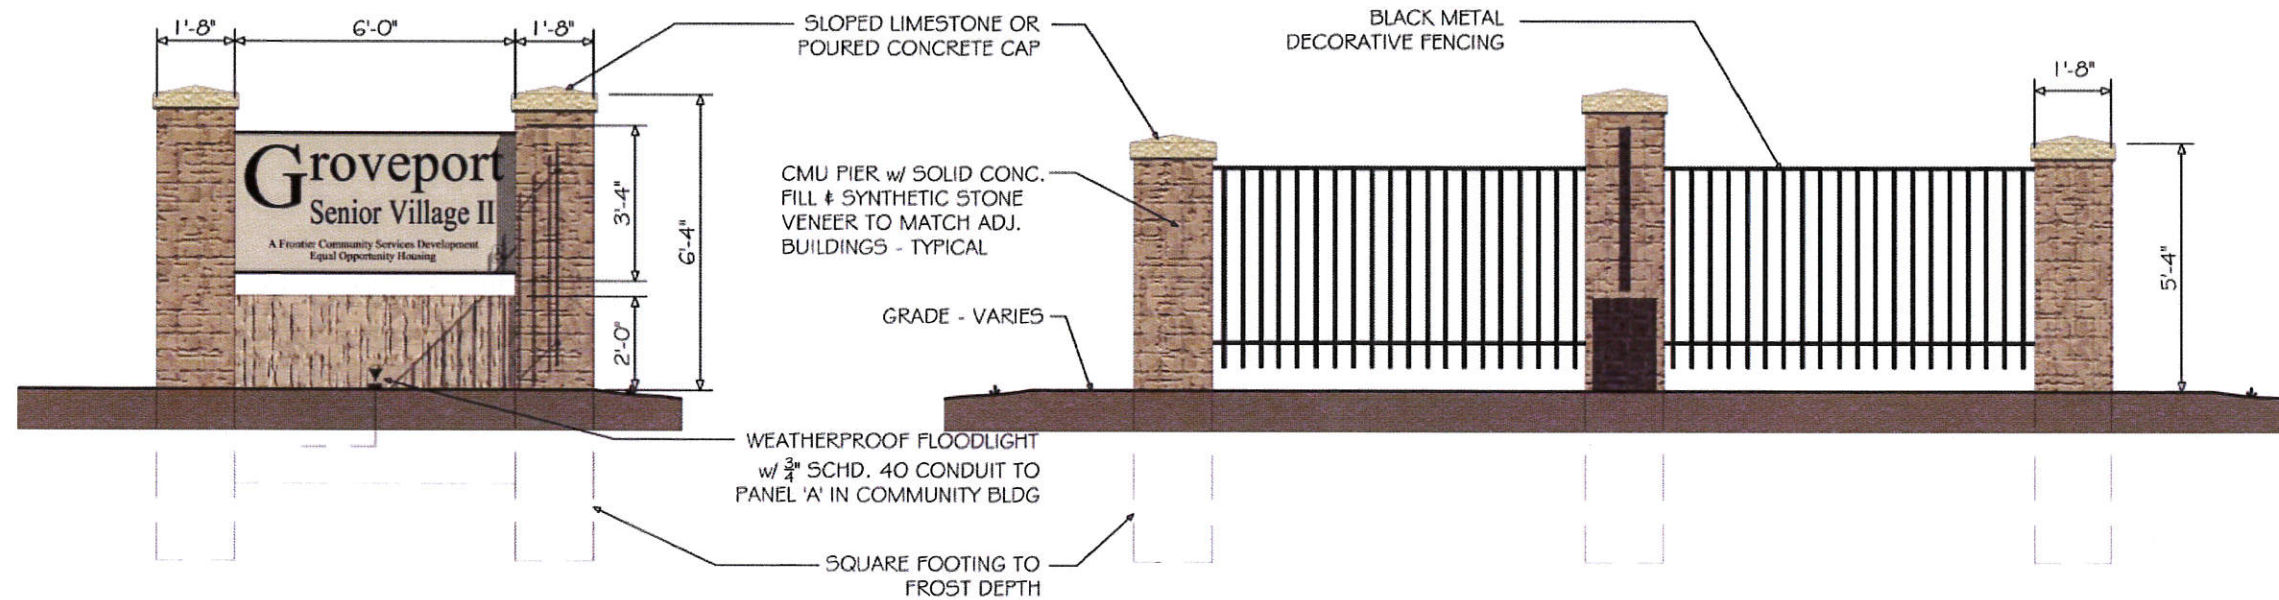 1'-8"
6'-0"
1'-8"
SLOPED LIMESTONE OR
POURED CONCRETE CAP
BLACK METAL
DECORATIVE FENCING
1'-8"
Groveport
Senior Village II
A Frontier Community Services Development
Equal Opportunity Housing
3'-4"
2'-0"
6'-4"
CMU PIER w/ SOLID CONC.
FILL & SYNTHETIC STONE
VENEER TO MATCH ADJ.
BUILDINGS - TYPICAL
GRADE - VARIES
5'-4"
WEATHERPROOF FLOODLIGHT
w/ 3/4" SCHD. 40 CONDUIT TO
PANEL 'A' IN COMMUNITY BLDG
SQUARE FOOTING TO
FROST DEPTH